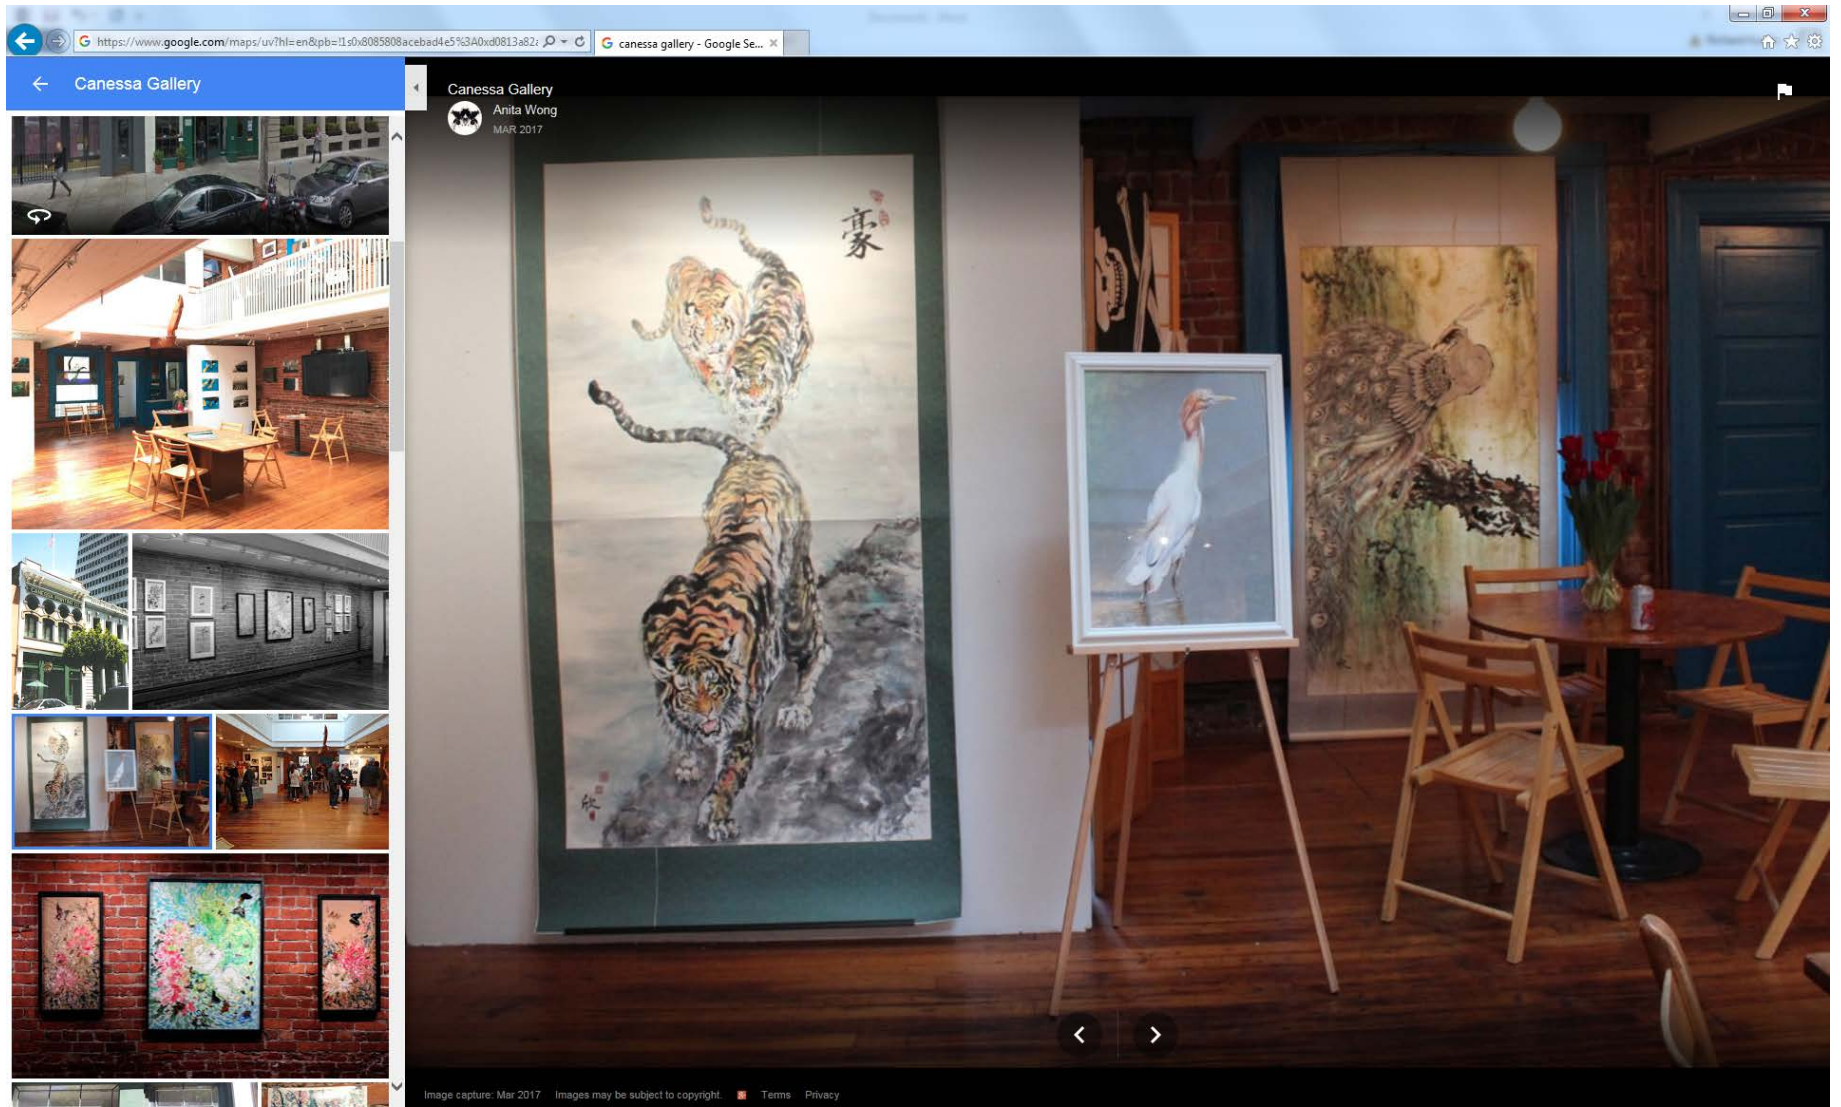 https://www.google.com/maps/uv?hl=en&pb=!1s0x8085808acebad4e5%3A0xd0813a82
canessa gallery - Google Se...
Canessa Gallery
Canessa Gallery
Anita Wong
MAR 2017
豪
欣
Image capture: Mar 2017 Images may be subject to copyright. Terms Privacy